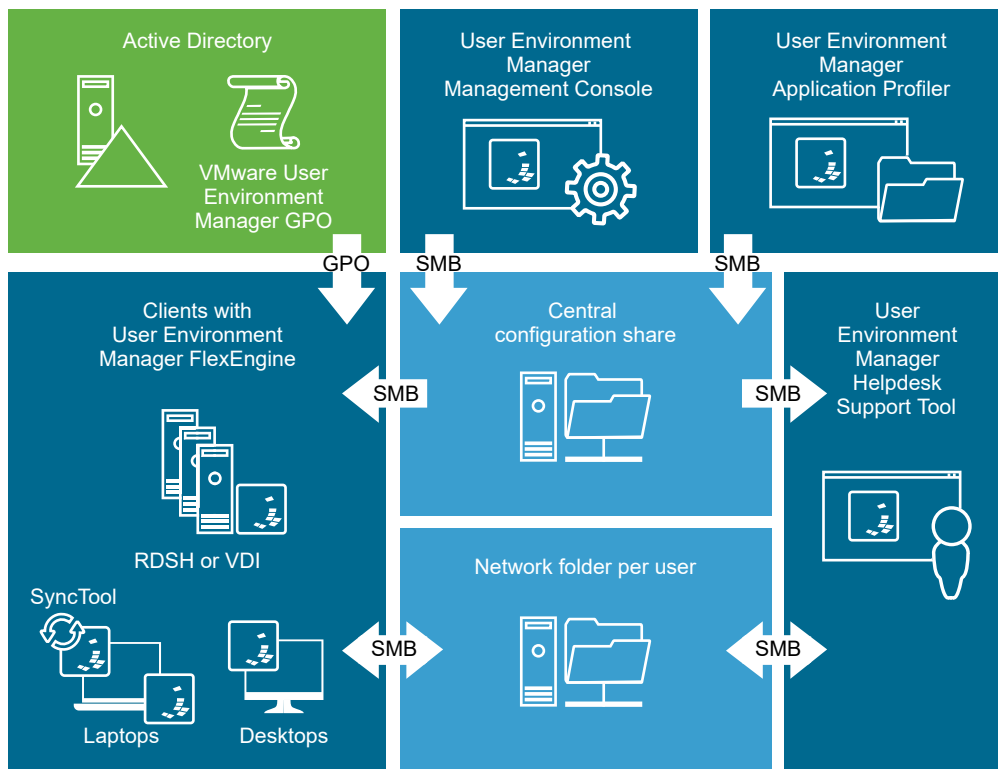 Active Directory
VMware User
Environment
Manager GPO
User Environment
Manager
Management Console
User Environment
Manager
Application Profiler
GPO
SMB
SMB
Clients with
User Environment
Manager FlexEngine
RDSH or VDI
SyncTool
Laptops
Desktops
SMB
Central
configuration share
SMB
User
Environment
Manager
Helpdesk
Support Tool
SMB
Network folder per user
SMB